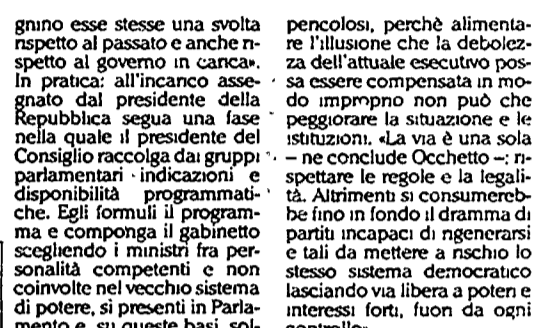 gnino esse stesse una svolta
rispetto al passato e anche ri-
spetto al governo in carica».
In pratica: all'incarico asse-
gnato dal presidente della
Repubblica segua una fase
nella quale il presidente del
Consiglio raccolga dai gruppi
parlamentari indicazioni e
disponibilità programmati-
che. Egli formuli il program-
ma e componga il gabinetto
scegliendo i ministri fra per-
sonalità competenti e non
coinvolte nel vecchio sistema
di potere, si presenti in Parla-
mento e, su queste basi, sol-
pericolosi, perchè alimenta-
re l'illusione che la debolez-
za dell'attuale esecutivo pos-
sa essere compensata in mo-
do improprio non può che
peggiorare la situazione e le
istituzioni. «La via è una sola
– ne conclude Occhetto –: ri-
spettare le regole e la legali-
tà. Altrimenti si consumereb-
be fino in fondo il dramma di
partiti incapaci di rigenerarsi
e tali da mettere a rischio lo
stesso sistema democratico
lasciando via libera a poteri e
interessi forti, fuori da ogni
controllo»